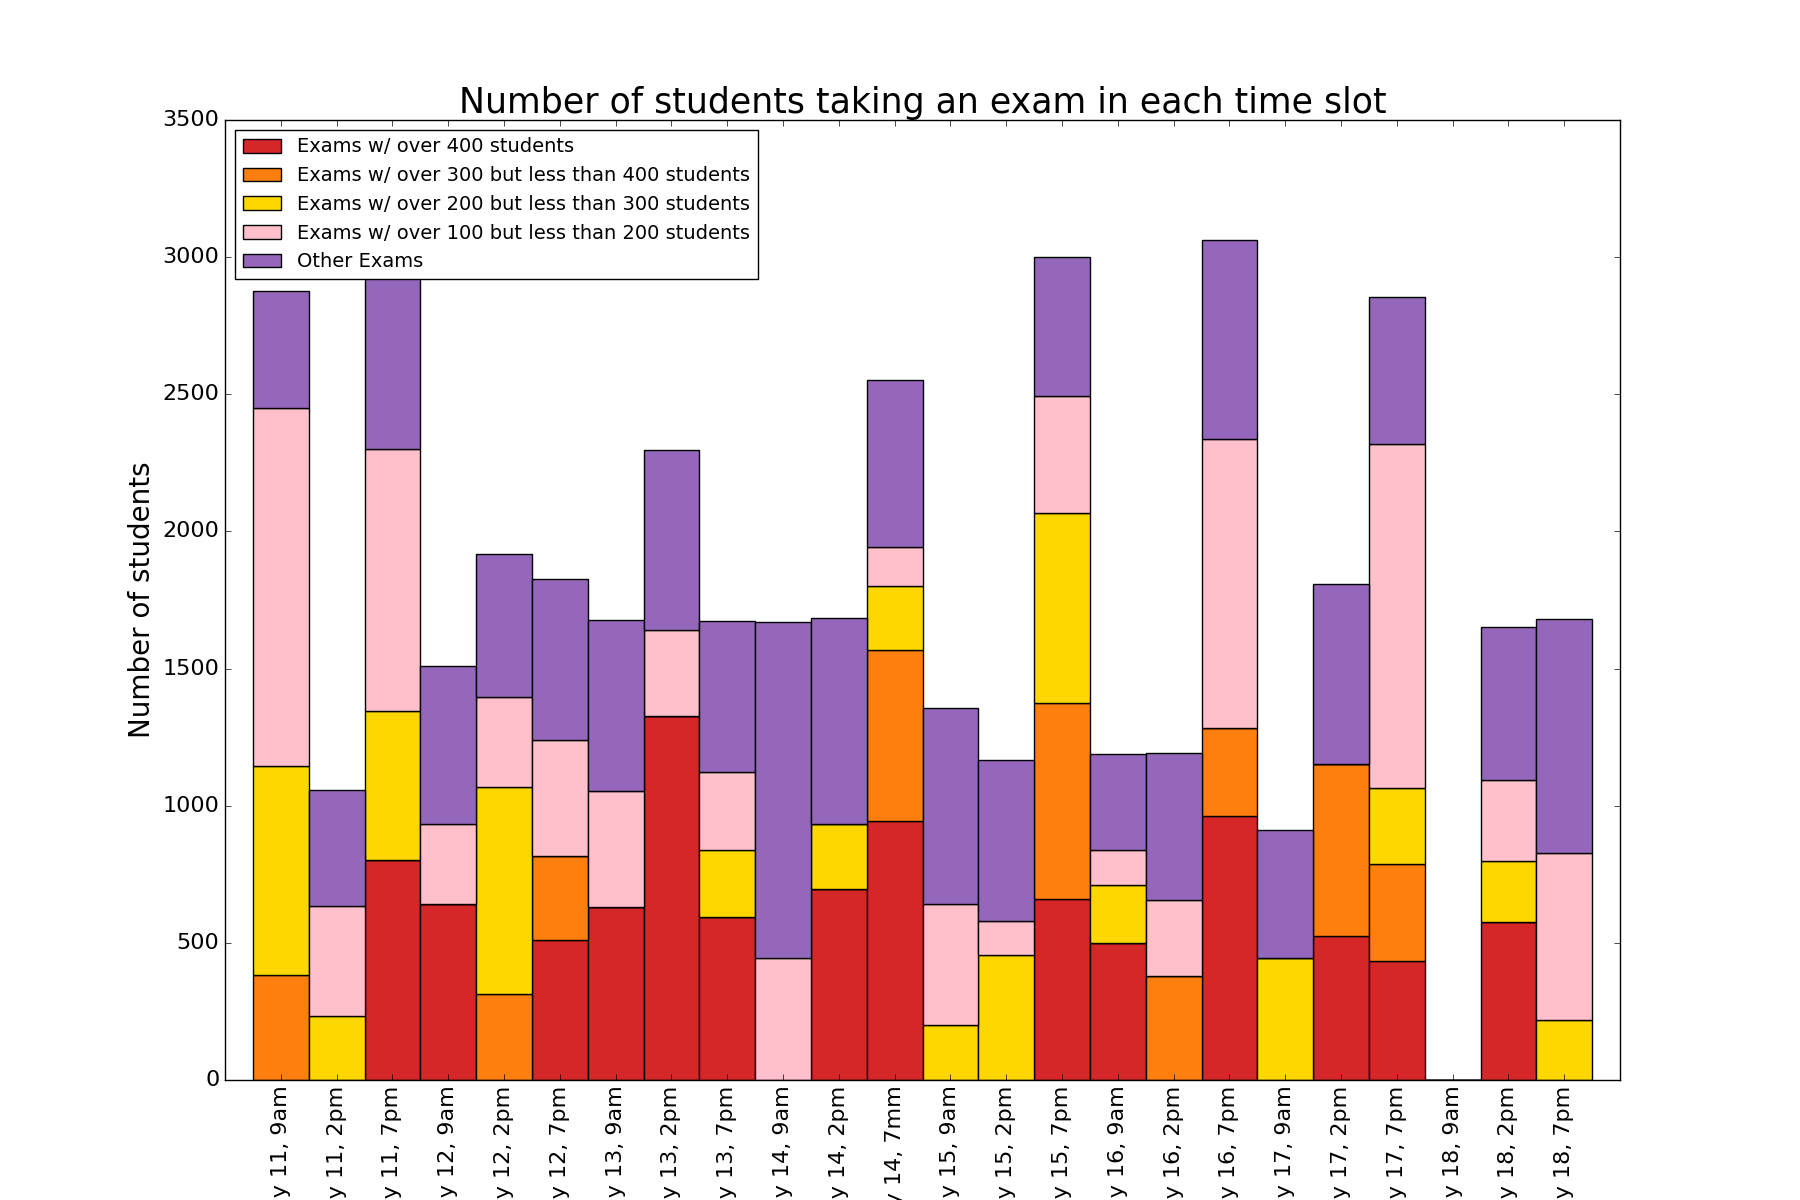 Number of students taking an exam in each time slot
Exams w/ over 400 students
Exams w/ over 300 but less than 400 students
Exams w/ over 200 but less than 300 students
Exams w/ over 100 but less than 200 students
Other Exams
Number of students
3500
3000
2500
2000
1500
1000
500
0
y 11, 9am
y 11, 2pm
y 11, 7pm
y 12, 9am
y 12, 2pm
y 12, 7pm
y 13, 9am
y 13, 2pm
y 13, 7pm
y 14, 9am
y 14, 2pm
y 14, 7mm
y 15, 9am
y 15, 2pm
y 15, 7pm
y 16, 9am
y 16, 2pm
y 16, 7pm
y 17, 9am
y 17, 2pm
y 17, 7pm
y 18, 9am
y 18, 2pm
y 18, 7pm